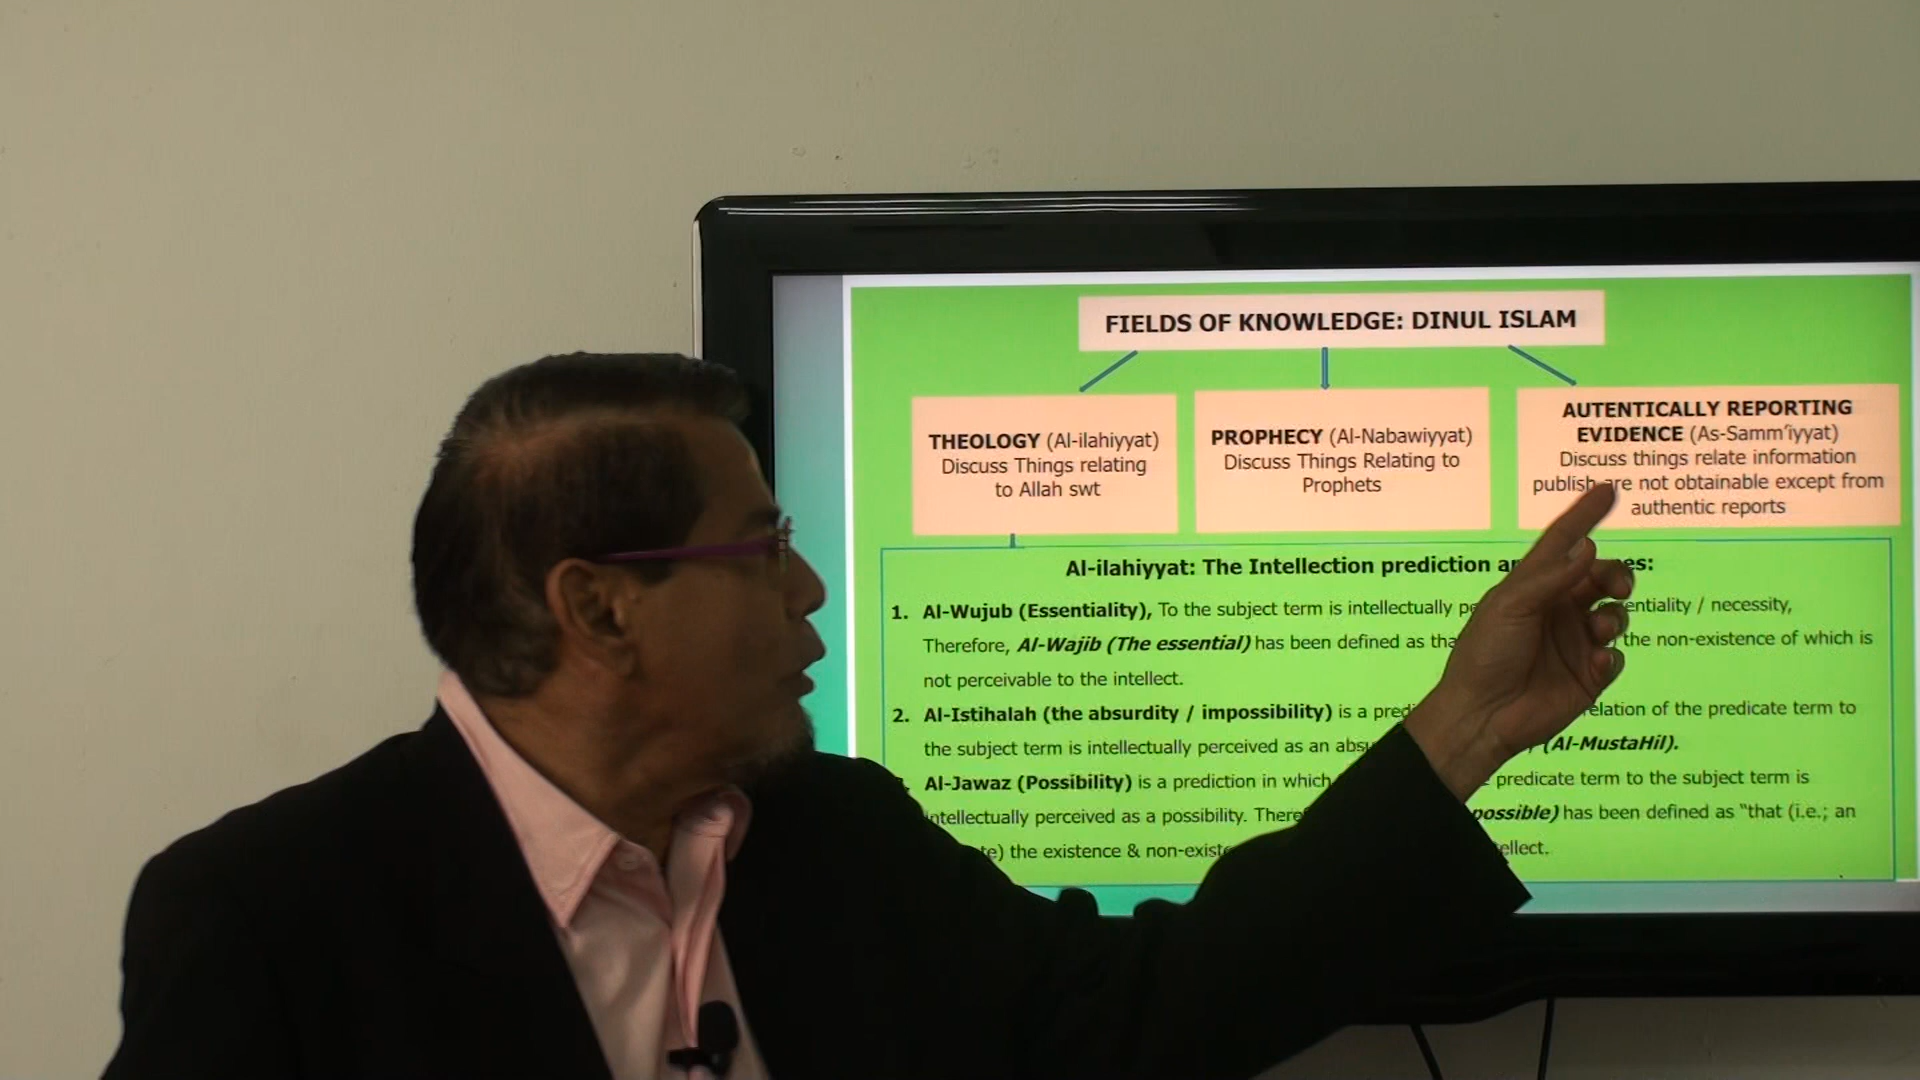 FIELDS OF KNOWLEDGE: DINUL ISLAM
THEOLOGY (Al-ilahiyyat)
Discuss Things relating
to Allah swt
PROPHECY (Al-Nabawiyyat)
Discuss Things Relating to
Prophets
AUTENTICALLY REPORTING
EVIDENCE (As-Samm'iyyat)
Discuss things relate information
publish are not obtainable except from
authentic reports
Al-ilahiyyat: The Intellection prediction
1. Al-Wujub (Essentiality), To the subject term is intellectually / necessity,
Therefore, Al-Wajib (The essential) has been defined as the non-existence of which is
not perceivable to the intellect.
2. Al-Istihalah (the absurdity / impossibility) is a relation of the predicate term to
the subject term is intellectually perceived as an (Al-MustaHil).
Al-Jawaz (Possibility) is a prediction in which predicate term to the subject term is
intellectually perceived as a possibility. possible) has been defined as "that (i.e.; an
the existence &